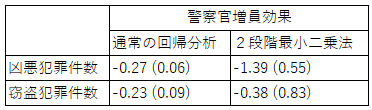 警察官増員効果
通常の回帰分析 2段階最小二乗法
凶悪犯罪件数 -0.27 (0.06) -1.39 (0.55)
窃盗犯罪件数 -0.23 (0.09) -0.38 (0.83)